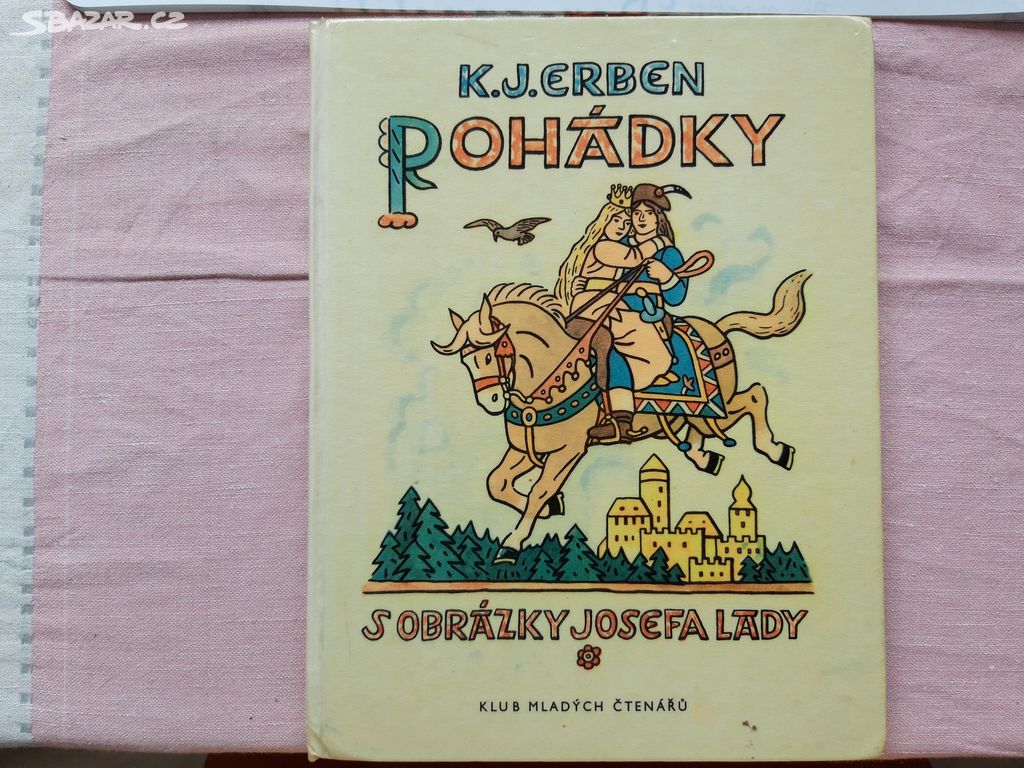 SBAZAR.CZ
K.J.ERBEN
POHÁDKY
S OBRÁZKY JOSEFA LADY
KLUB MLADÝCH ČTENÁŘŮ